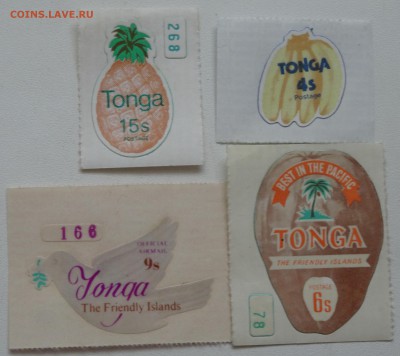 COINS.LAVE.RU
268
Tonga
15s
POSTAGE
TONGA
4s
Postage
166
AIRMAIL
9s
Tonga
The Friendly Islands
BEST IN THE PACIFIC
TONGA
THE FRIENDLY ISLANDS
POSTAGE
6s
78